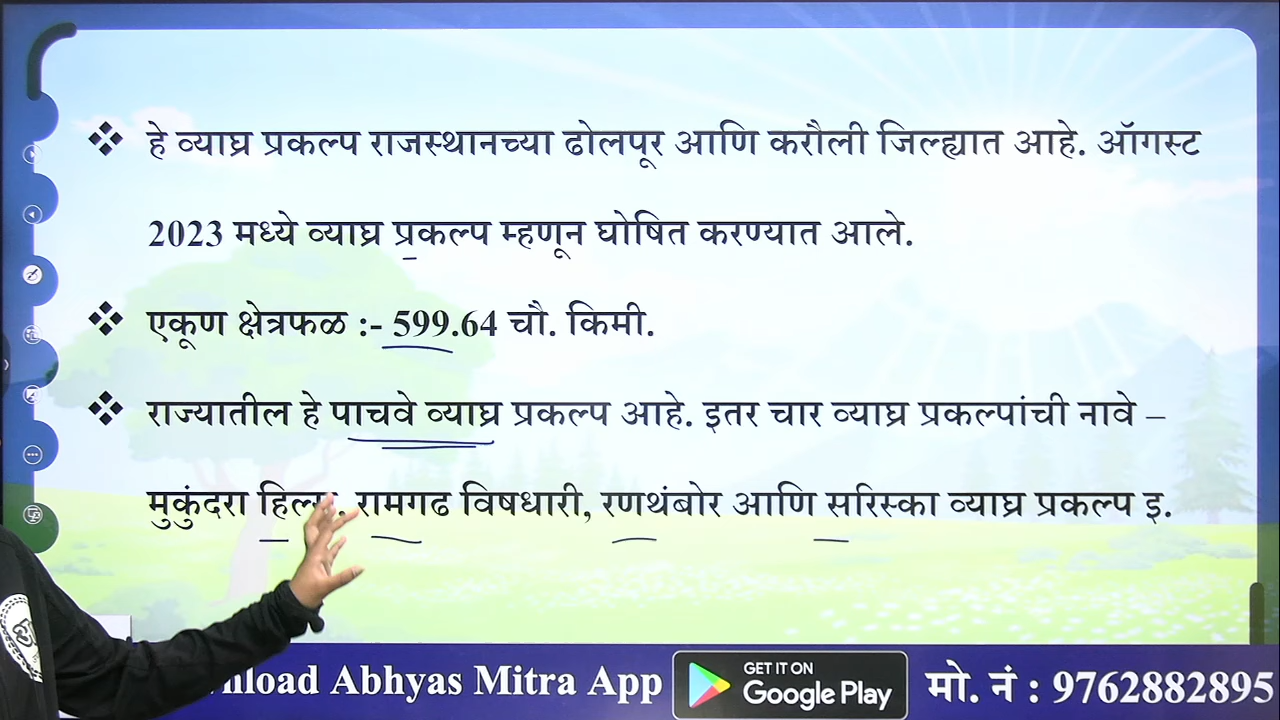 ❖ हे व्याघ्र प्रकल्प राजस्थानच्या ढोलपूर आणि करौली जिल्ह्यात आहे. ऑगस्ट
2023 मध्ये व्याघ्र प्रकल्प म्हणून घोषित करण्यात आले.
❖ एकूण क्षेत्रफळ :- 599.64 चौ. किमी.
❖ राज्यातील हे पाचवे व्याघ्र प्रकल्प आहे. इतर चार व्याघ्र प्रकल्पांची नावे –
मुकुंदरा हिल्स, रामगढ विषधारी, रणथंबोर आणि सरिस्का व्याघ्र प्रकल्प इ.
Abhyas Mitra App
GET IT ON
Google Play
मो. नं : 9762882895